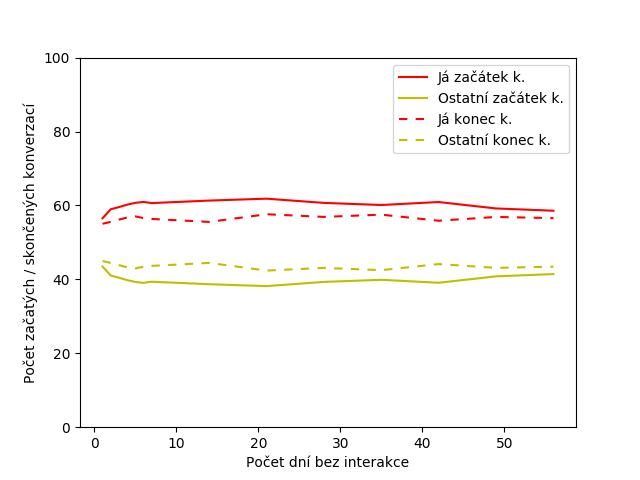 Já začátek k.
Ostatní začátek k.
Já konec k.
Ostatní konec k.
Počet začatých / skončených konverzací
100
80
60
40
20
0
0 10 20 30 40 50
Počet dní bez interakce